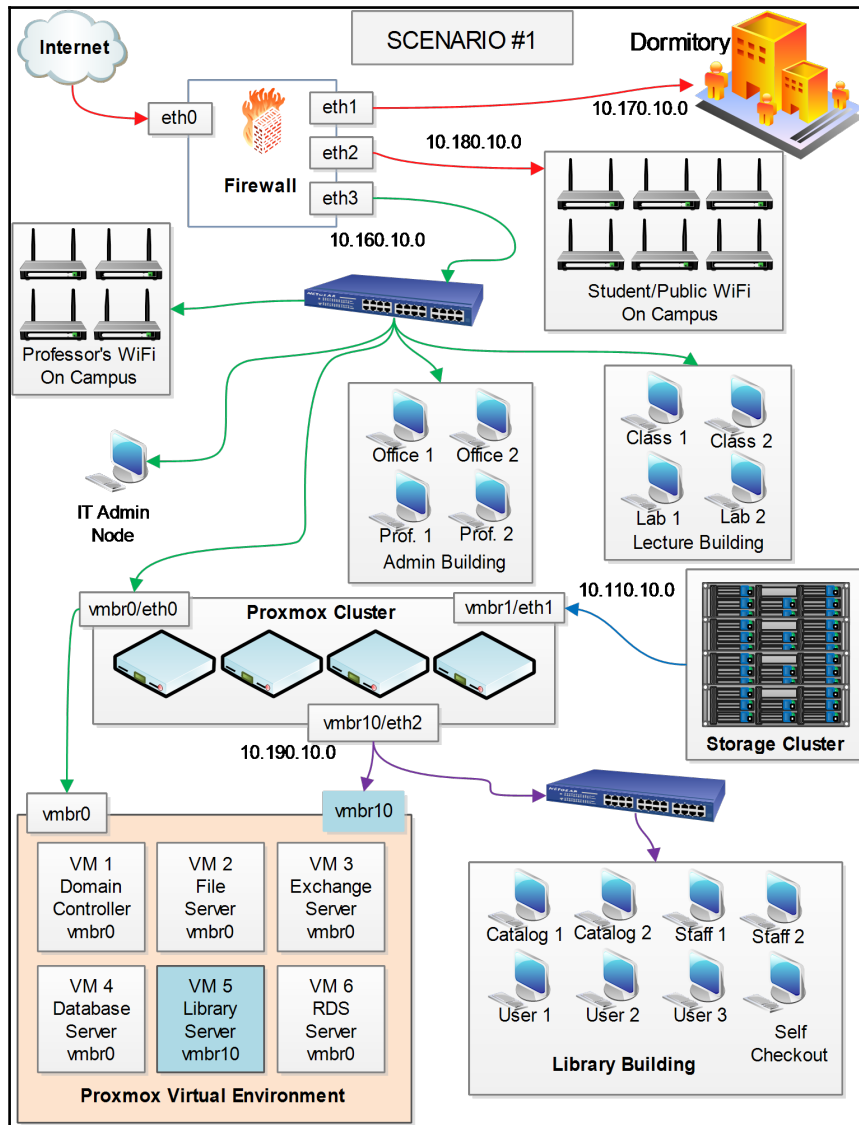 Internet
SCENARIO #1
Dormitory
eth0
eth1
10.170.10.0
eth2
10.180.10.0
Firewall
eth3
10.160.10.0
NETGEAR
Student/Public WiFi
On Campus
Professor's WiFi
On Campus
IT Admin
Node
Office 1
Office 2
Prof. 1
Prof. 2
Admin Building
Class 1
Class 2
Lab 1
Lab 2
Lecture Building
vmbr0/eth0
Proxmox Cluster
vmbr1/eth1
10.110.10.0
Storage Cluster
vmbr10/eth2
10.190.10.0
NETGEAR
vmbr0
vmbr10
VM 1
Domain
Controller
vmbr0
VM 2
File
Server
vmbr0
VM 3
Exchange
Server
vmbr0
VM 4
Database
Server
vmbr0
VM 5
Library
Server
vmbr10
VM 6
RDS
Server
vmbr0
Proxmox Virtual Environment
Catalog 1
Catalog 2
Staff 1
Staff 2
User 1
User 2
User 3
Self
Checkout
Library Building